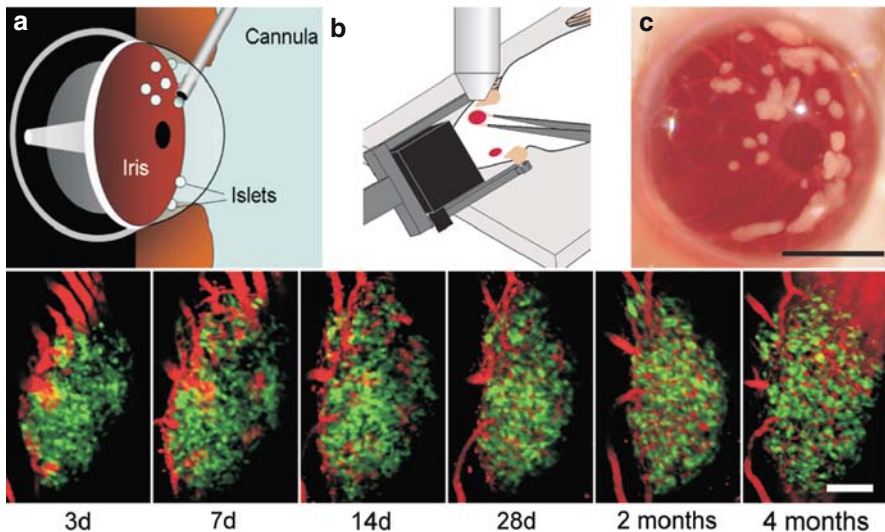 a
b
c
Cannula
Iris
Islets
3d
7d
14d
28d
2 months
4 months